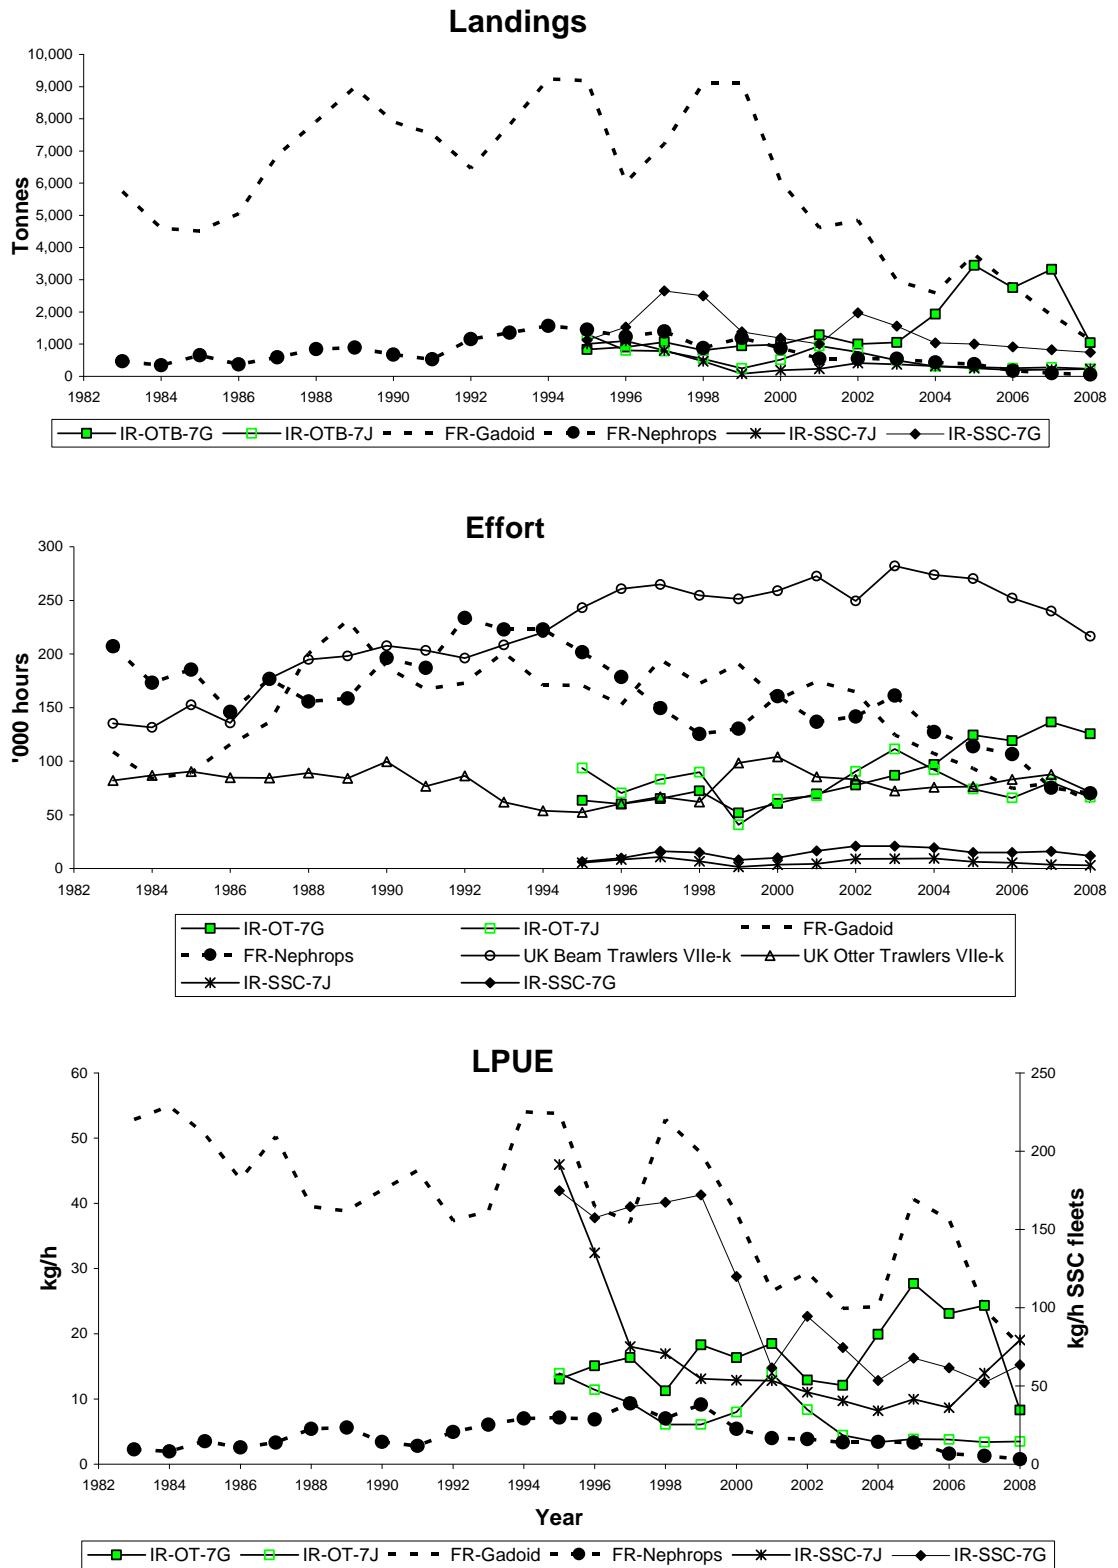 Landings
10,000
9,000
8,000
7,000
6,000
5,000
4,000
3,000
2,000
1,000
0
Tonnes
1982 1984 1986 1988 1990 1992 1994 1996 1998 2000 2002 2004 2006 2008
IR-OTB-7G IR-OTB-7J FR-Gadoid FR-Nephrops IR-SSC-7J IR-SSC-7G
Effort
300
250
200
150
100
50
0
'000 hours
1982 1984 1986 1988 1990 1992 1994 1996 1998 2000 2002 2004 2006 2008
IR-OT-7G IR-OT-7J FR-Gadoid
FR-Nephrops UK Beam Trawlers VIIe-k UK Otter Trawlers VIIe-k
IR-SSC-7J IR-SSC-7G
LPUE
60
50
40
30
20
10
0
kg/h
250
200
150
100
50
0
kg/h SSC fleets
1982 1984 1986 1988 1990 1992 1994 1996 1998 2000 2002 2004 2006 2008
Year
IR-OT-7G IR-OT-7J FR-Gadoid FR-Nephrops IR-SSC-7J IR-SSC-7G